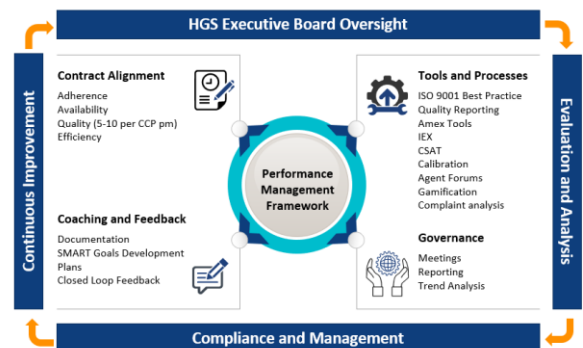 HGS Executive Board Oversight
Continuous Improvement
Contract Alignment
Adherence
Availability
Quality (5-10 per CCP pm)
Efficiency
Coaching and Feedback
Documentation
SMART Goals Development
Plans
Closed Loop Feedback
Performance
Management
Framework
Tools and Processes
ISO 9001 Best Practice
Quality Reporting
Amex Tools
IEX
CSAT
Calibration
Agent Forums
Gamification
Complaint analysis
Governance
Meetings
Reporting
Trend Analysis
Evaluation and Analysis
Compliance and Management